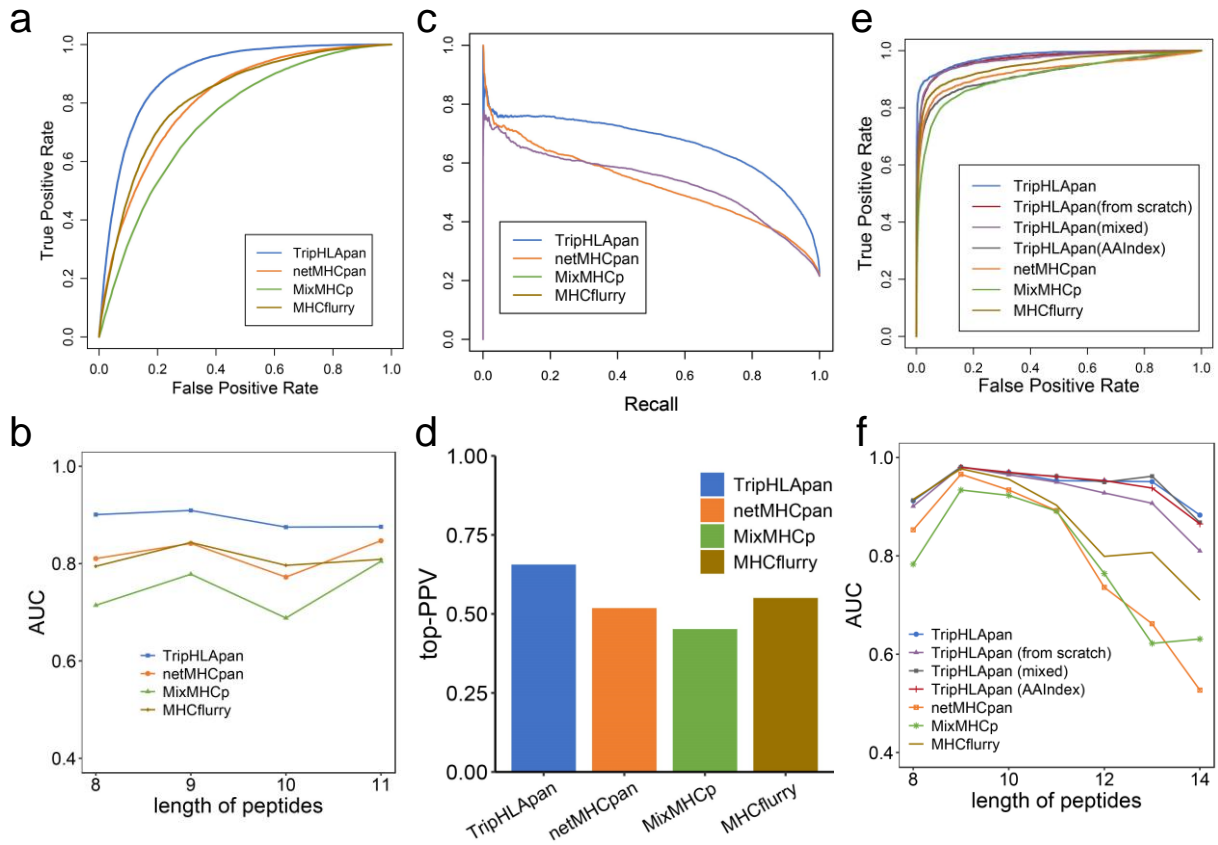 a
True Positive Rate
1.0
0.8
0.6
0.4
0.2
0.0
TripHLApan
netMHCpan
MixMHCp
MHCflurry
0.0 0.2 0.4 0.6 0.8 1.0
False Positive Rate
c
1.0
0.8
0.6
0.4
0.2
0.0
TripHLApan
netMHCpan
MixMHCp
MHCflurry
0.0 0.2 0.4 0.6 0.8 1.0
Recall
e
True Positive Rate
1.0
0.8
0.6
0.4
0.2
0.0
TripHLApan
TripHLApan(from scratch)
TripHLApan(mixed)
TripHLApan(AAIndex)
netMHCpan
MixMHCp
MHCflurry
0.0 0.2 0.4 0.6 0.8 1.0
False Positive Rate
b
AUC
1.0
0.8
0.6
0.4
TripHLApan
netMHCpan
MixMHCp
MHCflurry
8 9 10 11
length of peptides
d
top-PPV
1.00
0.75
0.50
0.25
0.00
TripHLApan
netMHCpan
MixMHCp
MHCflurry
TripHLApan netMHCpan MixMHCp MHCflurry
f
AUC
1.0
0.8
0.6
0.4
TripHLApan
TripHLApan (from scratch)
TripHLApan (mixed)
TripHLApan (AAIndex)
netMHCpan
MixMHCp
MHCflurry
8 10 12 14
length of peptides